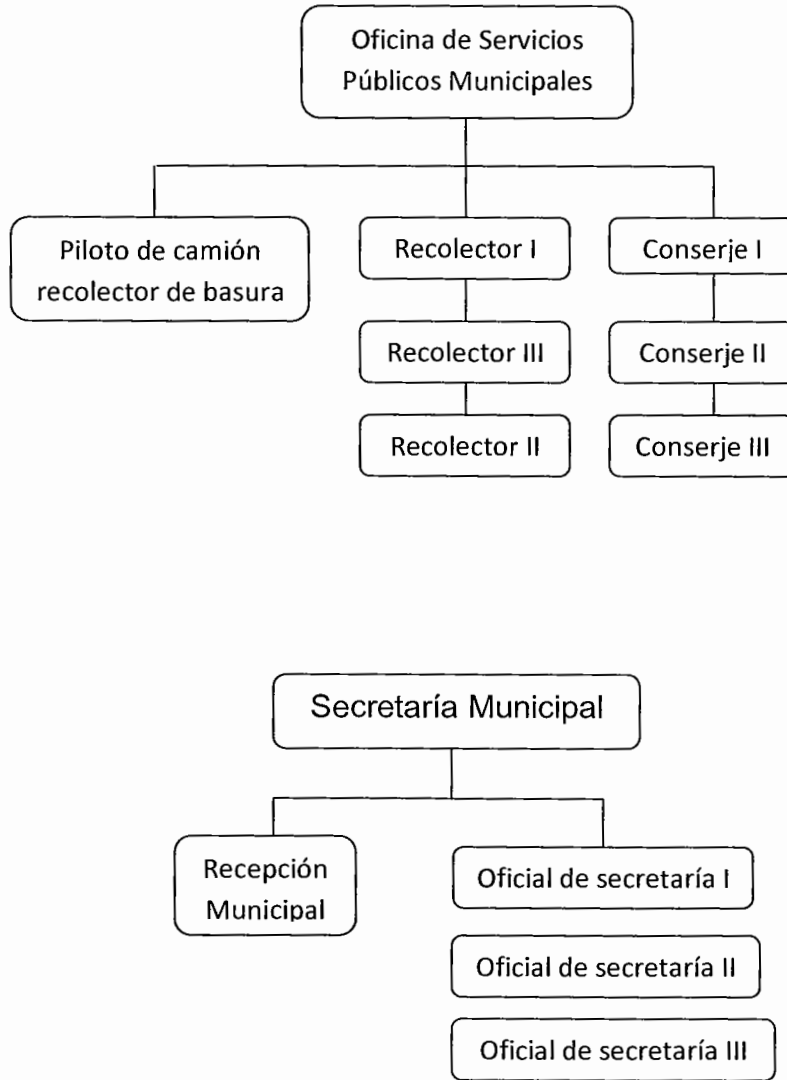 Oficina de Servicios
Públicos Municipales
Piloto de camión
recolector de basura
Recolector I
Conserje I
Recolector III
Conserje II
Recolector II
Conserje III
Secretaría Municipal
Recepción
Municipal
Oficial de secretaría I
Oficial de secretaría II
Oficial de secretaría III